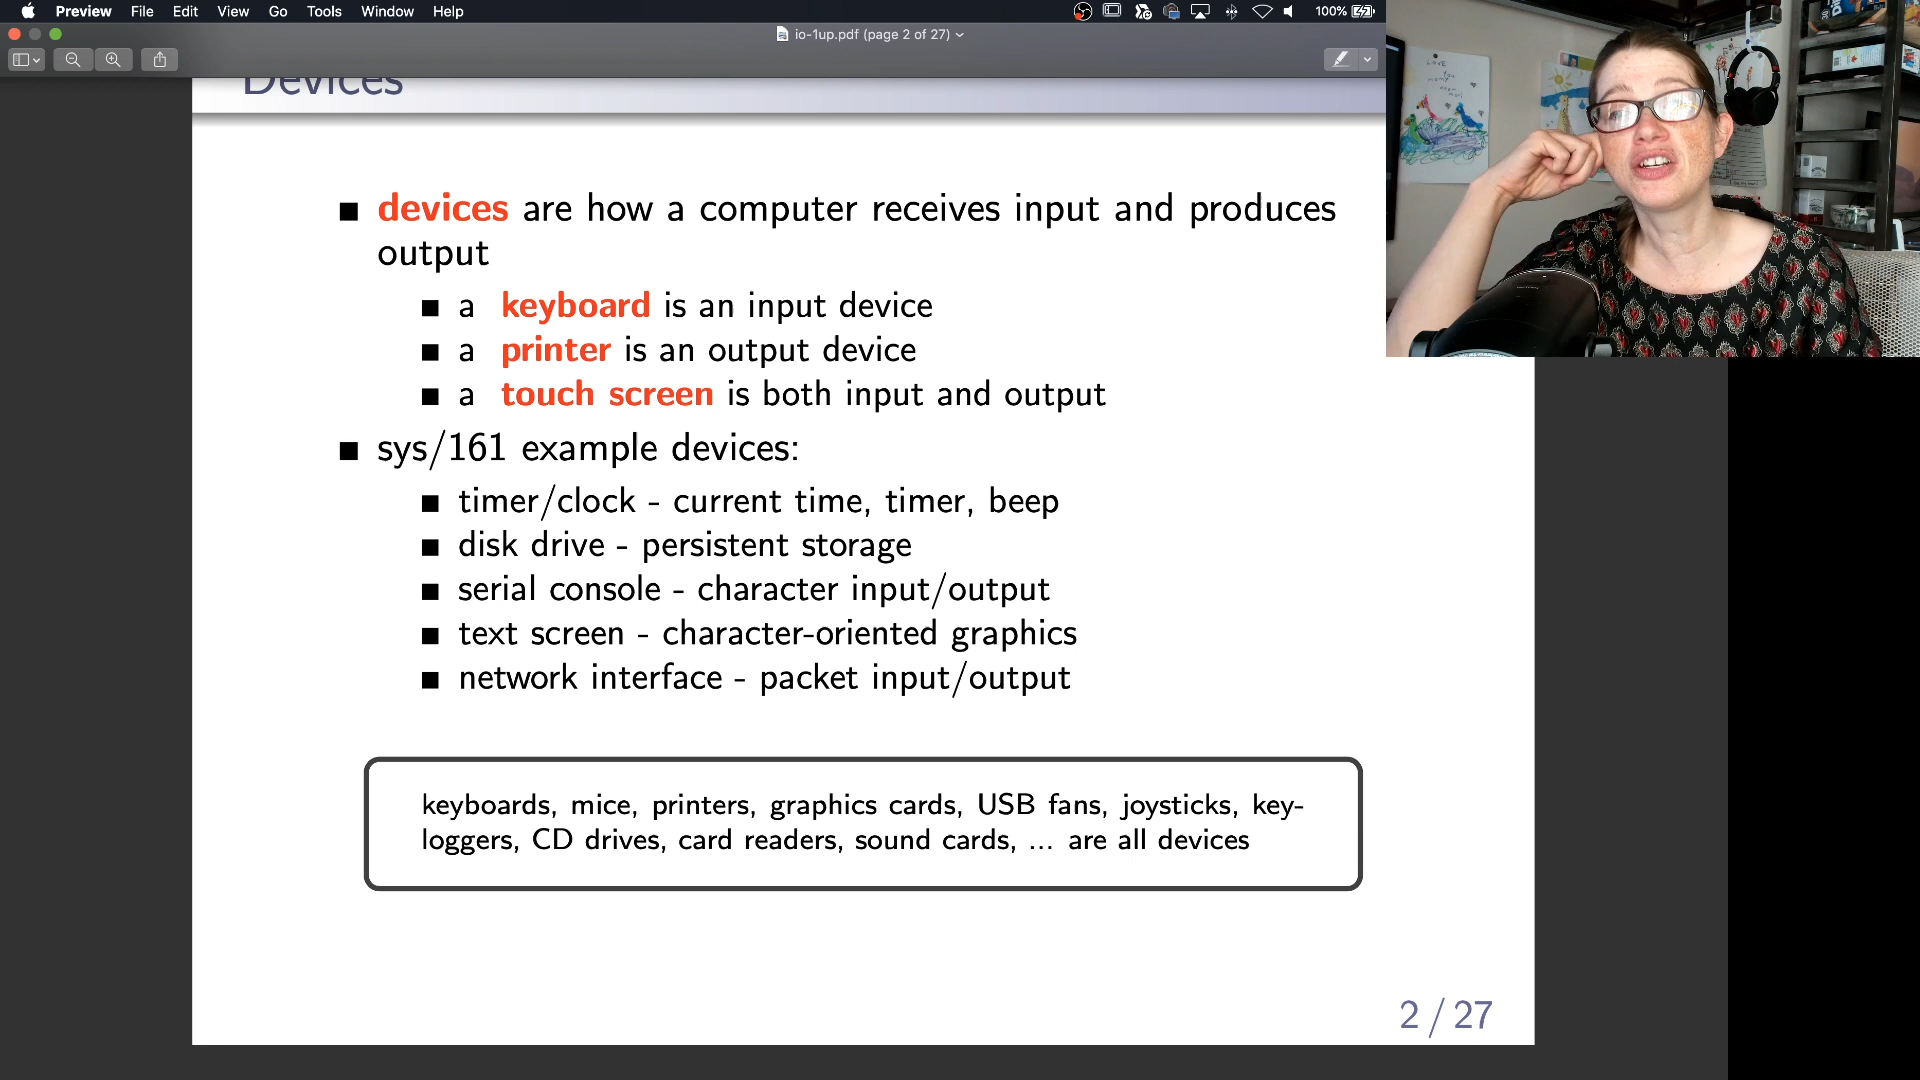 Preview File Edit View Go Tools Window Help 100%
io-1up.pdf (page 2 of 27)
Devices
devices are how a computer receives input and produces
output
a keyboard is an input device
a printer is an output device
a touch screen is both input and output
sys/161 example devices:
timer/clock - current time, timer, beep
disk drive - persistent storage
serial console - character input/output
text screen - character-oriented graphics
network interface - packet input/output
keyboards, mice, printers, graphics cards, USB fans, joysticks, key-
loggers, CD drives, card readers, sound cards, ... are all devices
2 / 27
LOVE
You